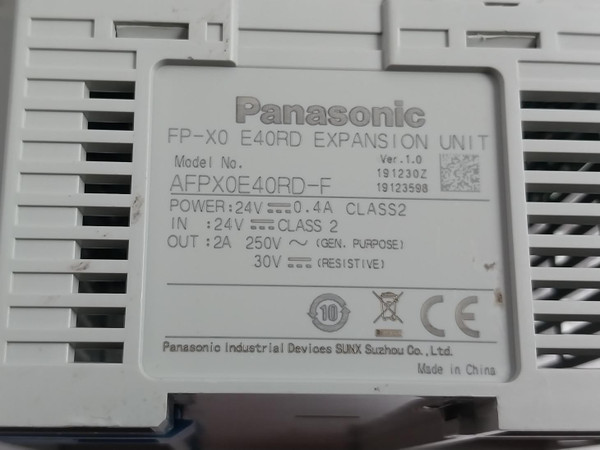 Panasonic
FP-X0 E40RD EXPANSION UNIT
Model No.
Ver.1.0
191230Z
AFPX0E40RD-F
19123598
POWER:24V⎓0.4A CLASS2
IN :24V⎓CLASS 2
OUT :2A 250V ~ (GEN. PURPOSE)
30V ⎓ (RESISTIVE)
10
CE
Panasonic Industrial Devices SUNX Suzhou Co.,Ltd.
Made in China